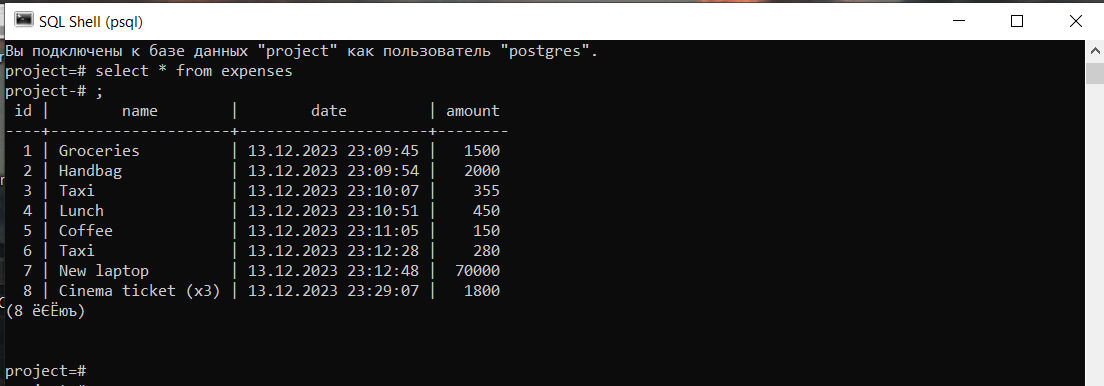 SQL Shell (psql)
Вы подключены к базе данных "project" как пользователь "postgres".
project=# select * from expenses
project-# ;
 id |        name        |        date         | amount
----+--------------------+---------------------+--------
  1 | Groceries          | 13.12.2023 23:09:45 |   1500
  2 | Handbag            | 13.12.2023 23:09:54 |   2000
  3 | Taxi               | 13.12.2023 23:10:07 |    355
  4 | Lunch              | 13.12.2023 23:10:51 |    450
  5 | Coffee             | 13.12.2023 23:11:05 |    150
  6 | Taxi               | 13.12.2023 23:12:28 |    280
  7 | New laptop         | 13.12.2023 23:12:48 |  70000
  8 | Cinema ticket (x3) | 13.12.2023 23:29:07 |   1800
(8 ёЄЁюъ)
project=#